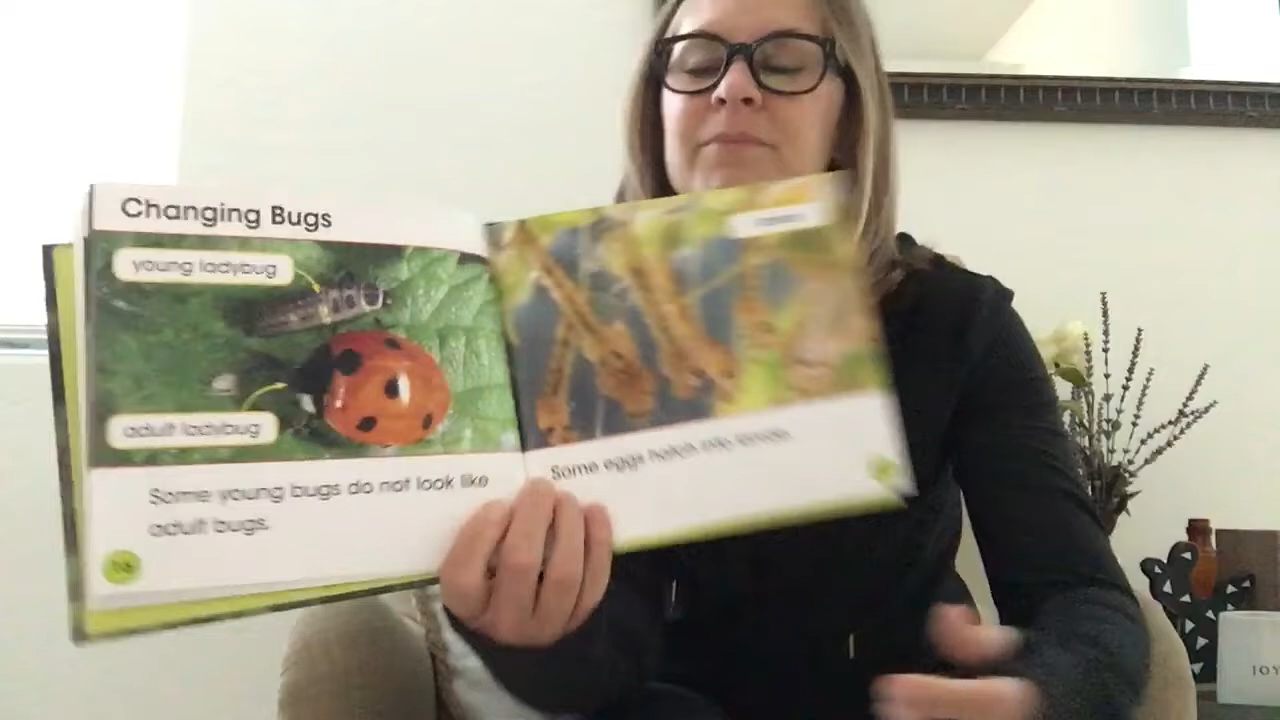 Changing Bugs
young ladybug
adult ladybug
Some young bugs do not look like
adult bugs.
Some eggs hatch into
JOY